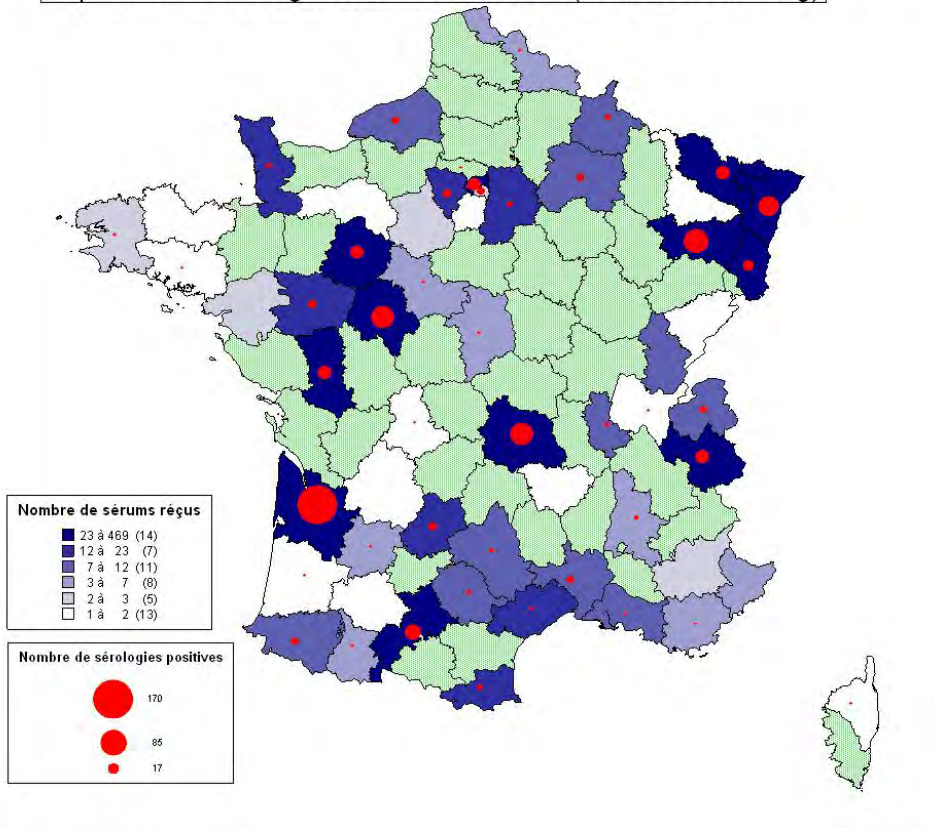 Nombre de sérums réçus
23 à 469 (14)
12 à 23 (7)
7 à 12 (11)
3 à 7 (8)
2 à 3 (5)
1 à 2 (13)
Nombre de sérologies positives
170
85
17